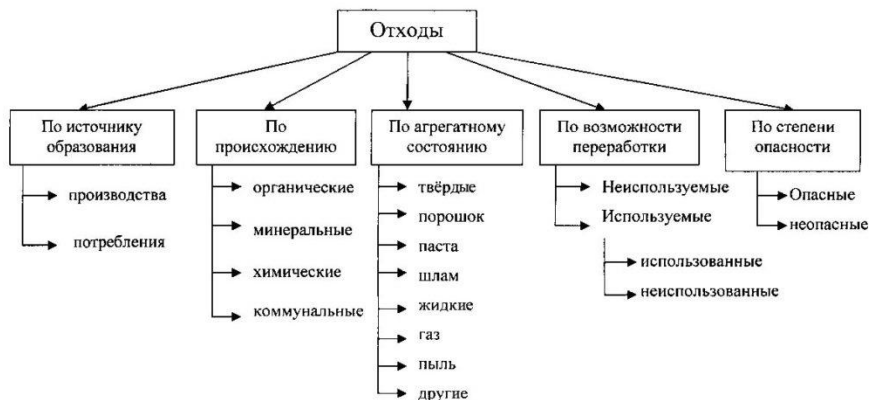 Отходы
По источнику
образования
производства
потребления
По
происхождению
органические
минеральные
химические
коммунальные
По агрегатному
состоянию
твёрдые
порошок
паста
шлам
жидкие
газ
пыль
другие
По возможности
переработки
Неиспользуемые
Используемые
использованные
неиспользованные
По степени
опасности
Опасные
неопасные